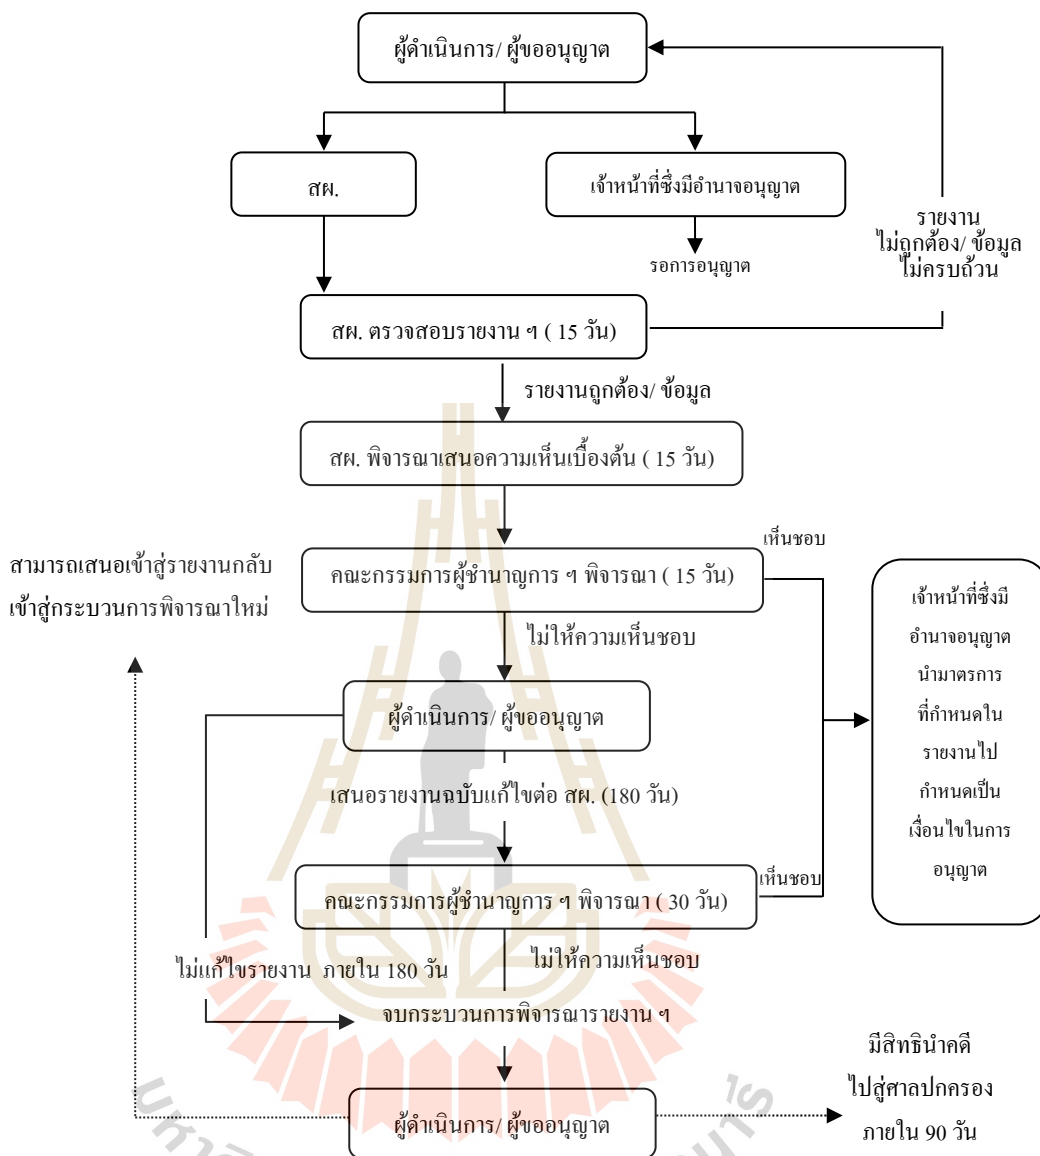 ผู้ดำเนินการ/ ผู้ขออนุญาต
สผ.
เจ้าหน้าที่ซึ่งมีอำนาจอนุญาต
รอการอนุญาต
รายงาน
ไม่ถูกต้อง/ ข้อมูล
ไม่ครบถ้วน
สผ. ตรวจสอบรายงาน ฯ ( 15 วัน)
รายงานถูกต้อง/ ข้อมูล
สผ. พิจารณาเสนอความเห็นเบื้องต้น ( 15 วัน)
เห็นชอบ
สามารถเสนอเข้าสู่รายงานกลับ
เข้าสู่กระบวนการพิจารณาใหม่
คณะกรรมการผู้ชำนาญการ ฯ พิจารณา ( 15 วัน)
ไม่ให้ความเห็นชอบ
เจ้าหน้าที่ซึ่งมี
อำนาจอนุญาต
นำมาตรการ
ที่กำหนดใน
รายงานไป
กำหนดเป็น
เงื่อนไขในการ
อนุญาต
ผู้ดำเนินการ/ ผู้ขออนุญาต
เสนอรายงานฉบับแก้ไขต่อ สผ. (180 วัน)
เห็นชอบ
คณะกรรมการผู้ชำนาญการ ฯ พิจารณา ( 30 วัน)
ไม่ให้ความเห็นชอบ
ไม่แก้ไขรายงาน ภายใน 180 วัน
จบกระบวนการพิจารณารายงาน ฯ
มีสิทธินำคดี
ไปสู่ศาลปกครอง
ภายใน 90 วัน
ผู้ดำเนินการ/ ผู้ขออนุญาต